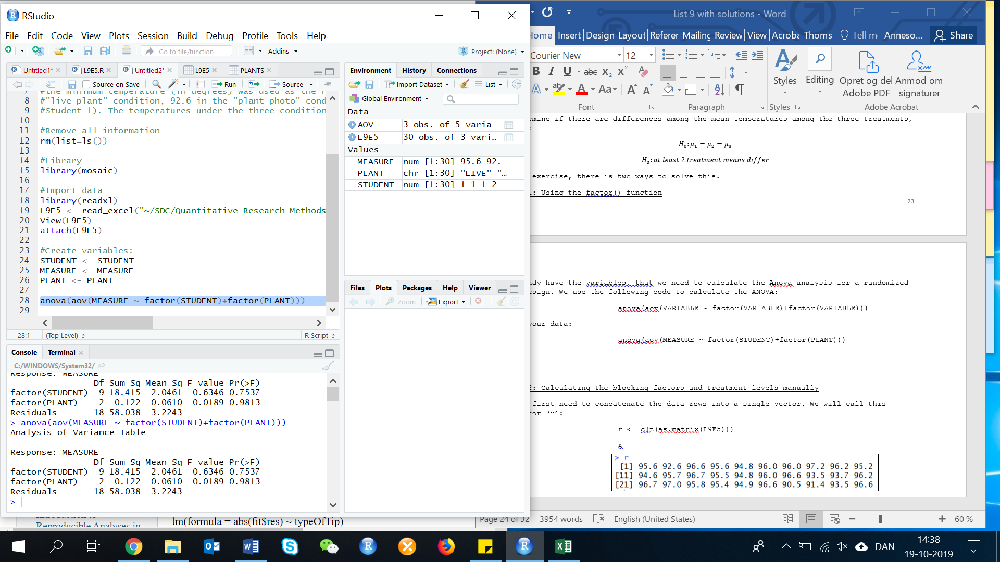 RStudio
File Edit Code View Plots Session Build Debug Profile Tools Help
Go to file/function
Addins
Project: (None)
Untitled1* L9E5.R Untitled2* L9E5 PLANTS
Source on Save Run Source
8 #"live plant" condition, 92.6 in the "plant photo" cond
9 #Student 1). The temperatures under the three condition
10
11 #Remove all information
12 rm(list=ls())
13
14 #Library
15 library(mosaic)
16
17 #Import data
18 library(readxl)
19 L9E5 <- read_excel("~/SDC/Quantitative Research Methods
20 View(L9E5)
21 attach(L9E5)
22
23 #Create variables:
24 STUDENT <- STUDENT
25 MEASURE <- MEASURE
26 PLANT <- PLANT
27
28 anova(aov(MEASURE ~ factor(STUDENT)+factor(PLANT)))
29
28:1 (Top Level) R Script
Console Terminal
C:/WINDOWS/System32/
Response: MEASURE
Df Sum Sq Mean Sq F value Pr(>F)
factor(STUDENT) 9 18.415 2.0461 0.6346 0.7537
factor(PLANT) 2 0.122 0.0610 0.0189 0.9813
Residuals 18 58.038 3.2243
> anova(aov(MEASURE ~ factor(STUDENT)+factor(PLANT)))
Analysis of Variance Table
Response: MEASURE
Df Sum Sq Mean Sq F value Pr(>F)
factor(STUDENT) 9 18.415 2.0461 0.6346 0.7537
factor(PLANT) 2 0.122 0.0610 0.0189 0.9813
Residuals 18 58.038 3.2243
>
Environment History Connections
Import Dataset List
Global Environment
Data
AOV 3 obs. of 5 varia…
L9E5 30 obs. of 3 vari…
Values
MEASURE num [1:30] 95.6 92.…
PLANT chr [1:30] "LIVE" "…
STUDENT num [1:30] 1 1 1 2 …
Files Plots Packages Help Viewer
Zoom Export
List 9 with solutions - Word
Home Insert Design Layout Referer Mailing Review View Acroba Thoms Tell m Anneso... Share
Courier New 12
B I U abc X2 X2
A ab A Aa A A
Styles
Editing
Opret og del Adobe PDF
Anmod om signaturer
Font Paragraph Styles Adobe Acrobat
rmine if there are differences among the mean temperatures among the three treatments,
:
H0: μ1 = μ2 = μ3
Ha: at least 2 treatment means differ
exercise, there is two ways to solve this.
1: Using the factor() function
23
ady have the variables, that we need to calculate the Anova analysis for a randomized
esign. We use the following code to calculate the ANOVA:
anova(aov(VARIABLE ~ factor(VARIABLE)+factor(VARIABLE)))
your data:
anova(aov(MEASURE ~ factor(STUDENT)+factor(PLANT)))
2: Calculating the blocking factors and treatment levels manually
first need to concatenate the data rows into a single vector. We will call this
for ‘r’:
r <- c(t(as.matrix(L9E5)))
r
> r
[1] 95.6 92.6 96.6 95.6 94.8 96.0 96.0 97.2 96.2 95.2
[11] 94.6 95.7 96.7 95.5 94.8 96.0 96.6 93.5 93.7 96.2
[21] 96.7 97.0 95.8 95.4 94.9 96.6 90.5 91.4 93.5 96.6
Page 24 of 32 3954 words English (United States) 60 %
Reproducible Analyses in
lm(formula = abs(fit$res) ~ typeOfTip)
DAN
14:38
19-10-2019